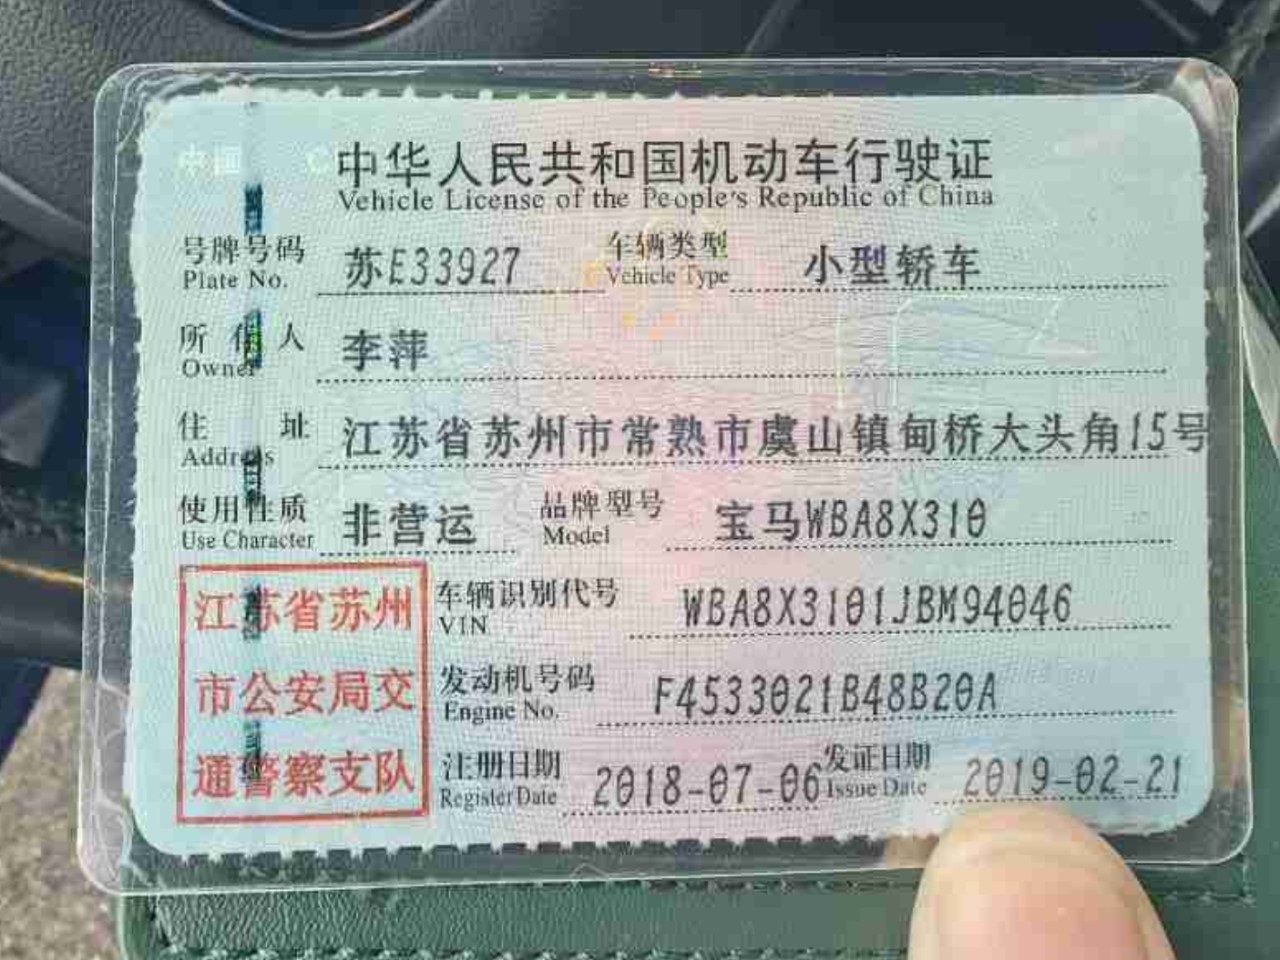 中华人民共和国机动车行驶证
Vehicle License of the People's Republic of China
号牌号码 苏E33927 车辆类型 小型轿车
Plate No. Vehicle Type
所有人 李萍
Owner
住址 江苏省苏州市常熟市虞山镇甸桥大头角15号
Address
使用性质 非营运 品牌型号 宝马WBA8X310
Use Character Model
江苏省苏州
市公安局交
通警察支队
车辆识别代号 WBA8X3101JBM94046
VIN
发动机号码 F4533021B48B20A
Engine No.
注册日期 2018-07-06 发证日期 2019-02-21
Register Date Issue Date